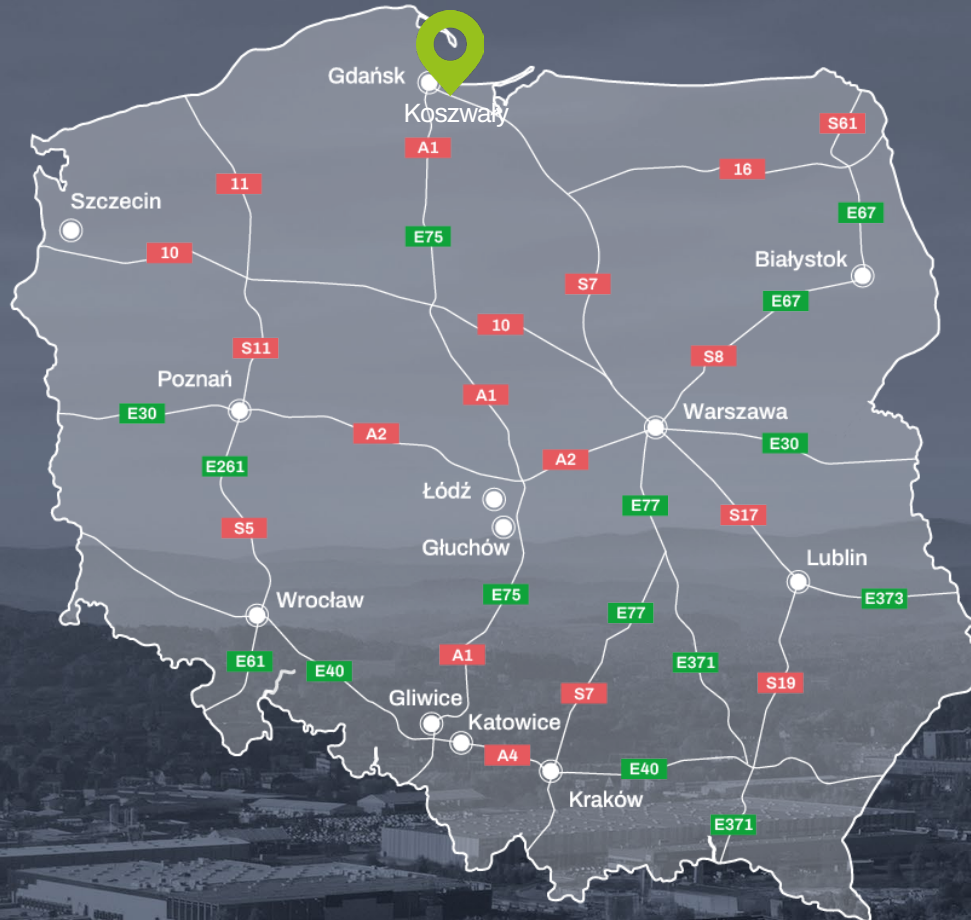 Gdańsk
Koszwały
S61
A1
16
11
Szczecin
E67
E75
10
Białystok
S7
E67
10
S11
S8
Poznań
A1
E30
Warszawa
A2
E30
A2
E261
Łódź
E77
S17
S5
Głuchów
Lublin
E75
Wrocław
E373
E77
A1
E61
E40
E371
S19
Gliwice
S7
Katowice
A4
E40
Kraków
E371